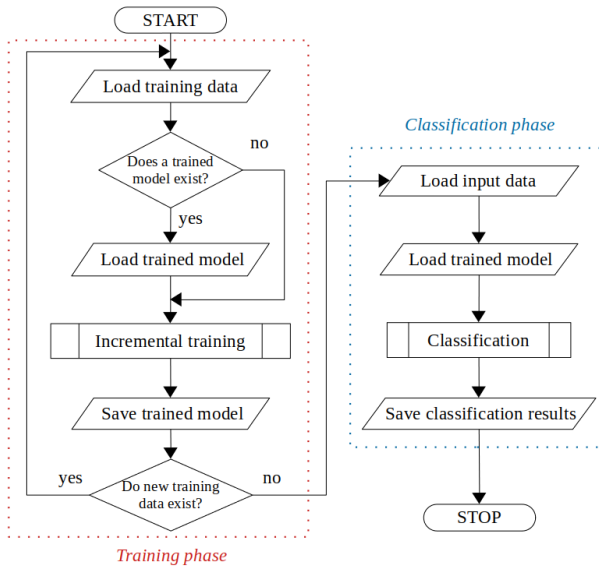 START
Load training data
Does a trained
model exist?
no
yes
Load trained model
Incremental training
Save trained model
Do new training
data exist?
yes
no
Training phase
Classification phase
Load input data
Load trained model
Classification
Save classification results
STOP